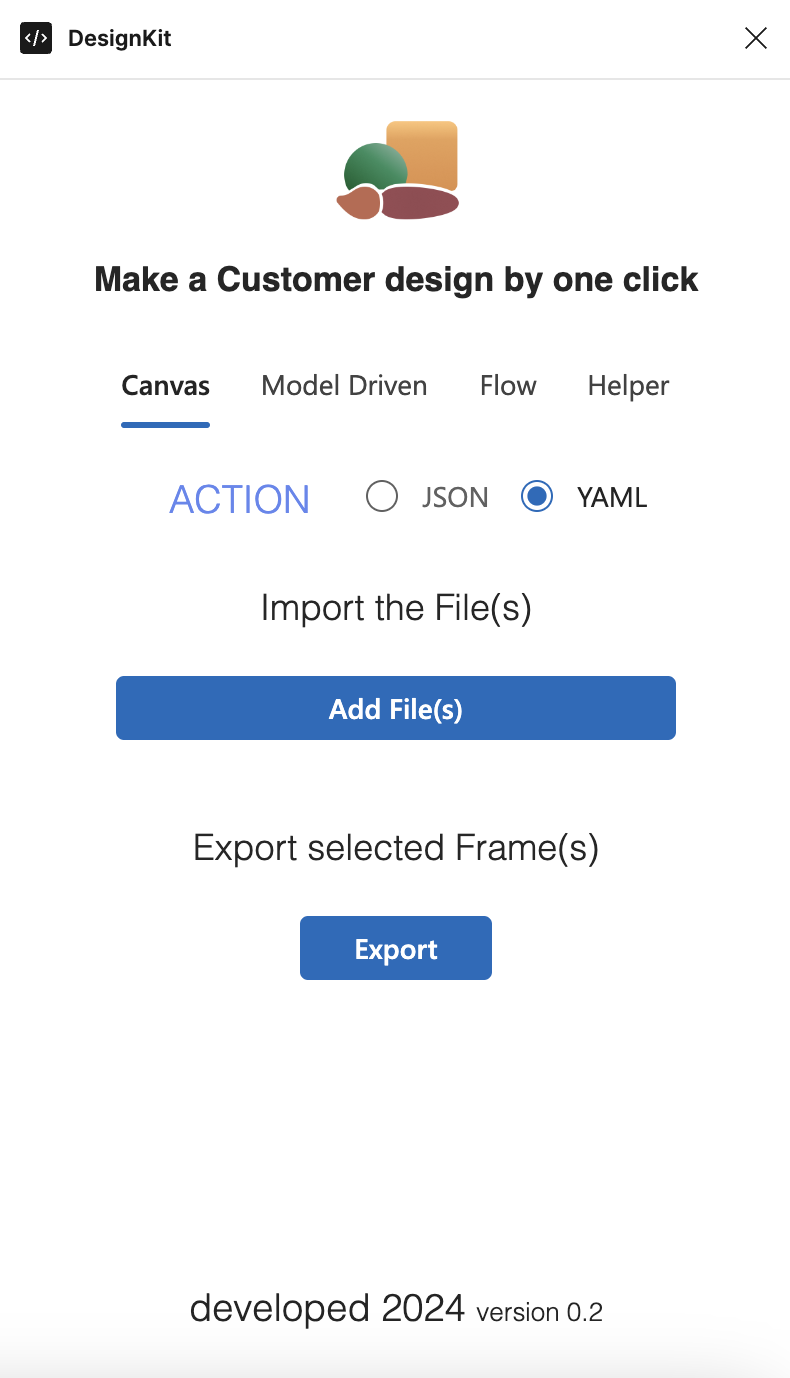 </> DesignKit
Make a Customer design by one click
Canvas Model Driven Flow Helper
ACTION JSON YAML
Import the File(s)
Add File(s)
Export selected Frame(s)
Export
developed 2024 version 0.2